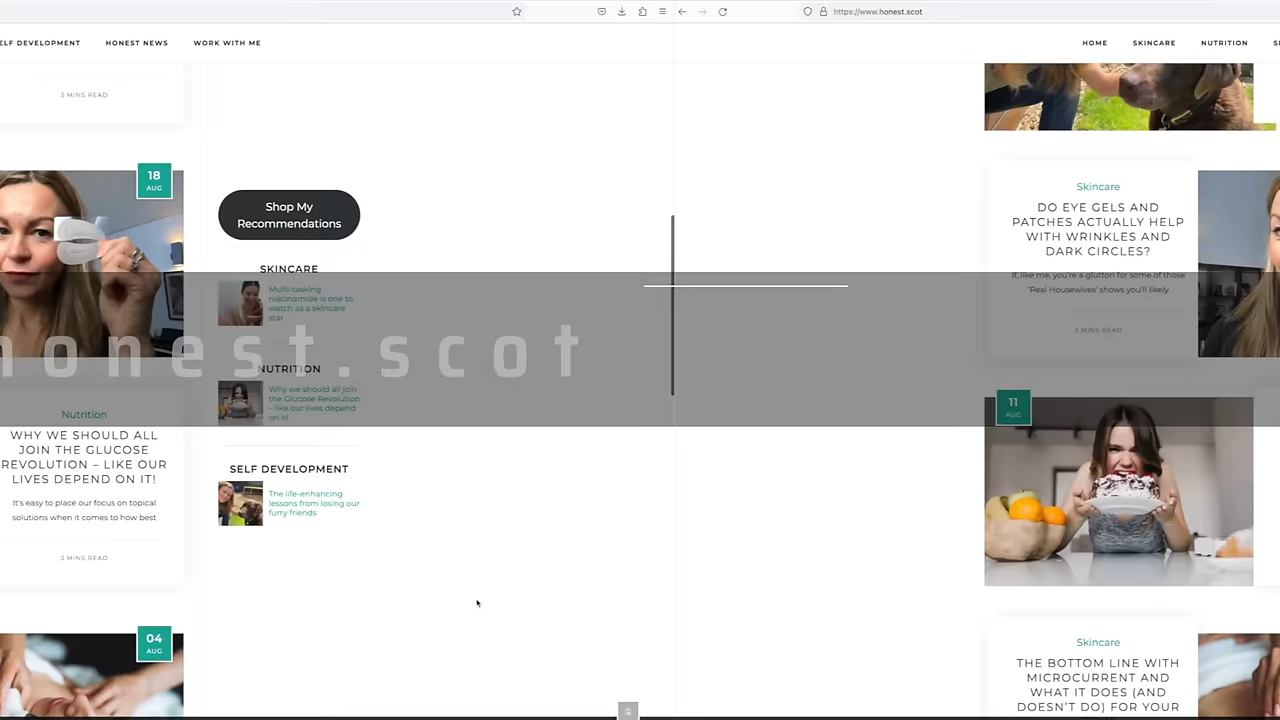 https://www.honest.scot
ELF DEVELOPMENT
HONEST NEWS
WORK WITH ME
HOME
SKINCARE
NUTRITION
3 MINS READ
18
AUG
Shop My
Recommendations
SKINCARE
Multi-tasking
niacinamide is one to
watch as a skincare
star
honest.scot
NUTRITION
Why we should all join
the Glucose Revolution
– like our lives depend
on it!
Nutrition
WHY WE SHOULD ALL
JOIN THE GLUCOSE
REVOLUTION – LIKE OUR
LIVES DEPEND ON IT!
It's easy to place our focus on topical
solutions when it comes to how best
3 MINS READ
SELF DEVELOPMENT
The life-enhancing
lessons from losing our
furry friends
04
AUG
Skincare
DO EYE GELS AND
PATCHES ACTUALLY HELP
WITH WRINKLES AND
DARK CIRCLES?
If, like me, you're a glutton for some of those
'Real Housewives' shows you'll likely
3 MINS READ
11
AUG
Skincare
THE BOTTOM LINE WITH
MICROCURRENT AND
WHAT IT DOES (AND
DOESN'T DO) FOR YOUR